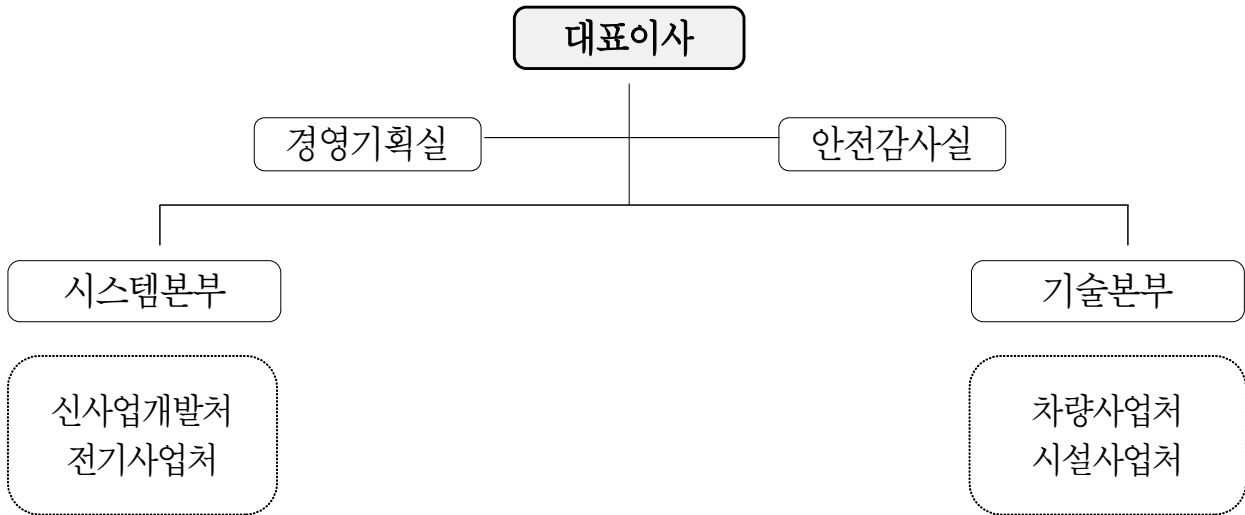 대표이사
경영기획실
안전감사실
시스템본부
기술본부
신사업개발처
전기사업처
차량사업처
시설사업처